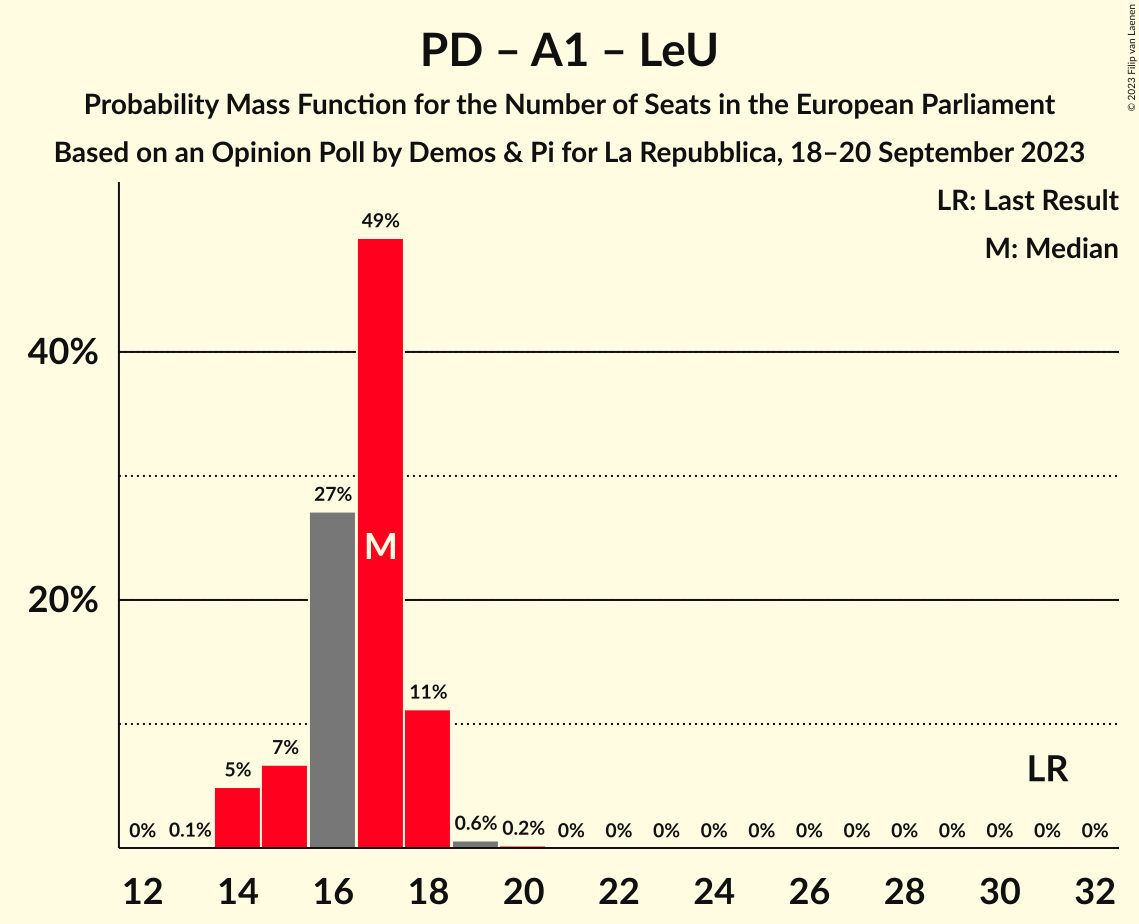 PD – A1 – LeU
Probability Mass Function for the Number of Seats in the European Parliament
Based on an Opinion Poll by Demos & Pi for La Repubblica, 18–20 September 2023
© 2023 Filip van Laenen
LR: Last Result
M: Median
49%
40%
27%
M
20%
11%
7%
5%
LR
0% 0.1% 0.6% 0.2% 0% 0% 0% 0% 0% 0% 0% 0% 0% 0% 0% 0%
12 14 16 18 20 22 24 26 28 30 32